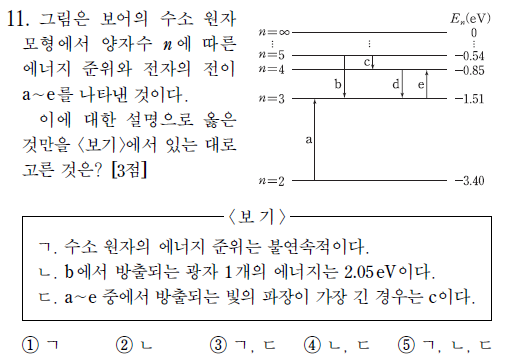 11. 그림은 보어의 수소 원자
모형에서 양자수 n에 따른
에너지 준위와 전자의 전이
a~e를 나타낸 것이다.
이에 대한 설명으로 옳은
것만을 <보기>에서 있는 대로
고른 것은? [3점]
Eₙ(eV)
n=∞ 0
⋮ ⋮ ⋮
n=5 -0.54
c
n=4 -0.85
b d e
n=3 -1.51
a
n=2 -3.40
<보 기>
ㄱ. 수소 원자의 에너지 준위는 불연속적이다.
ㄴ. b에서 방출되는 광자 1개의 에너지는 2.05eV이다.
ㄷ. a~e 중에서 방출되는 빛의 파장이 가장 긴 경우는 c이다.
① ㄱ ② ㄴ ③ ㄱ, ㄷ ④ ㄴ, ㄷ ⑤ ㄱ, ㄴ, ㄷ